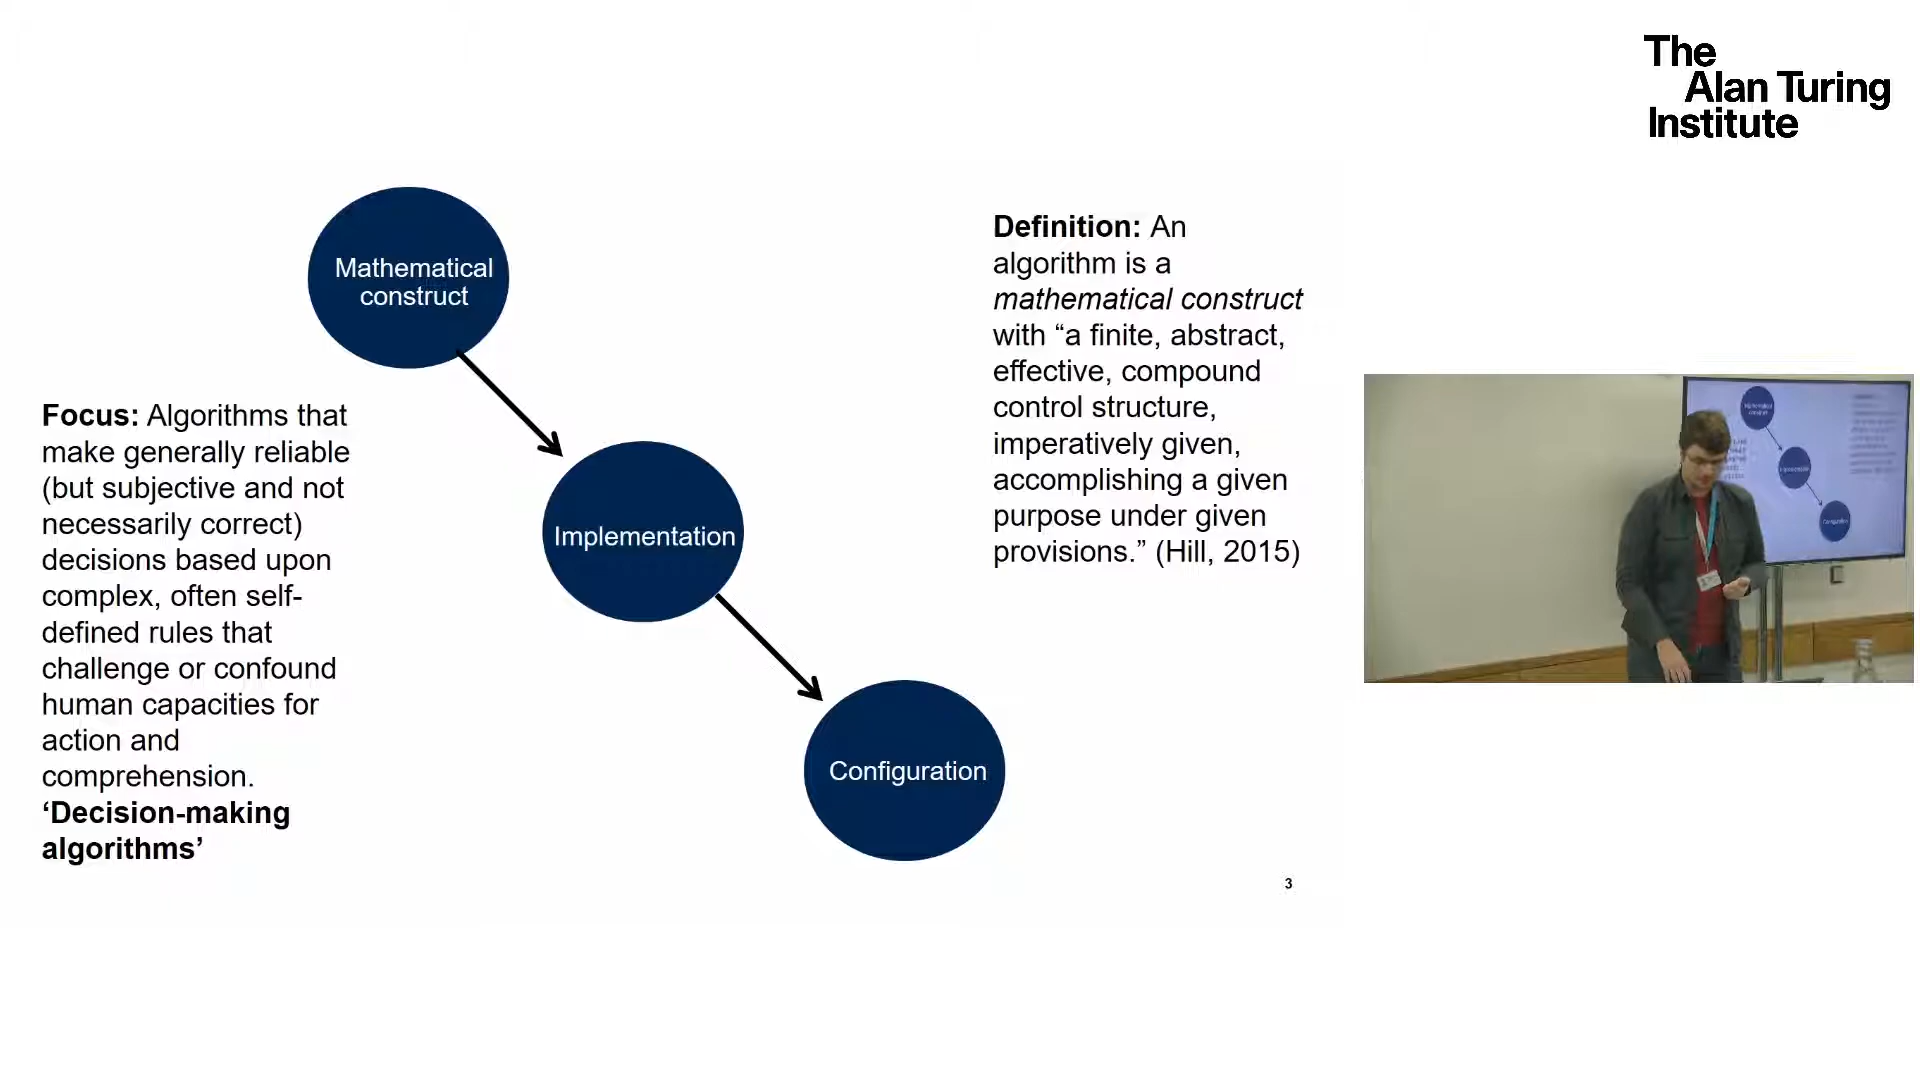 The
Alan Turing
Institute
Mathematical
construct
Implementation
Configuration
Focus: Algorithms that
make generally reliable
(but subjective and not
necessarily correct)
decisions based upon
complex, often self-
defined rules that
challenge or confound
human capacities for
action and
comprehension.
‘Decision-making
algorithms’
Definition: An
algorithm is a
mathematical construct
with “a finite, abstract,
effective, compound
control structure,
imperatively given,
accomplishing a given
purpose under given
provisions.” (Hill, 2015)
3